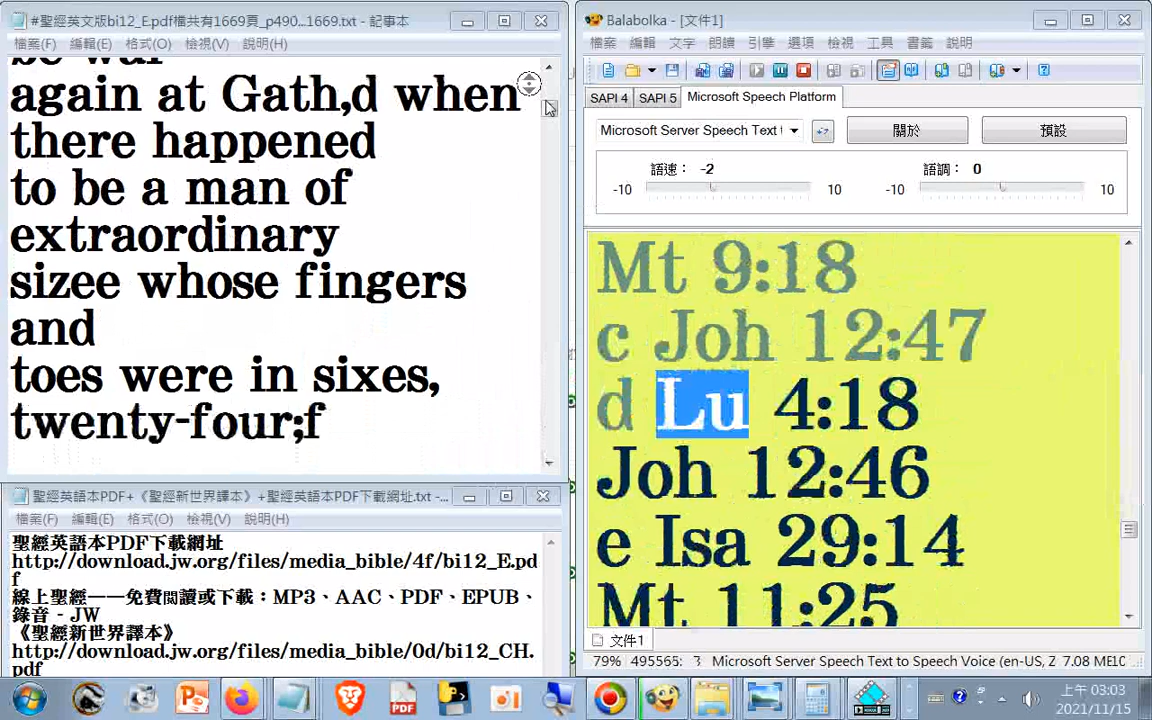 #聖經英文版bi12_E.pdf檔共有1669頁_p490...1669.txt - 記事本
檔案(F) 編輯(E) 格式(O) 檢視(V) 說明(H)
again at Gath,d when
there happened
to be a man of
extraordinary
sizee whose fingers
and
toes were in sixes,
twenty-four;f
聖經英語本PDF+《聖經新世界譯本》+聖經英語本PDF下載網址.txt -...
檔案(F) 編輯(E) 格式(O) 檢視(V) 說明(H)
聖經英語本PDF下載網址
http://download.jw.org/files/media_bible/4f/bi12_E.pd
f
線上聖經——免費閱讀或下載：MP3、AAC、PDF、EPUB、
錄音 - JW
《聖經新世界譯本》
http://download.jw.org/files/media_bible/0d/bi12_CH.
pdf
Balabolka - [文件1]
檔案 編輯 文字 朗讀 引擎 選項 檢視 工具 書籤 說明
SAPI 4 SAPI 5 Microsoft Speech Platform
Microsoft Server Speech Text 關於 預設
語速： -2 語調： 0
-10 10 -10 10
Mt 9:18
c Joh 12:47
d Lu 4:18
Joh 12:46
e Isa 29:14
Mt 11:25
文件1
79% 495565: Microsoft Server Speech Text to Speech Voice (en-US, Z 7.08 ME
上午 03:03
2021/11/15